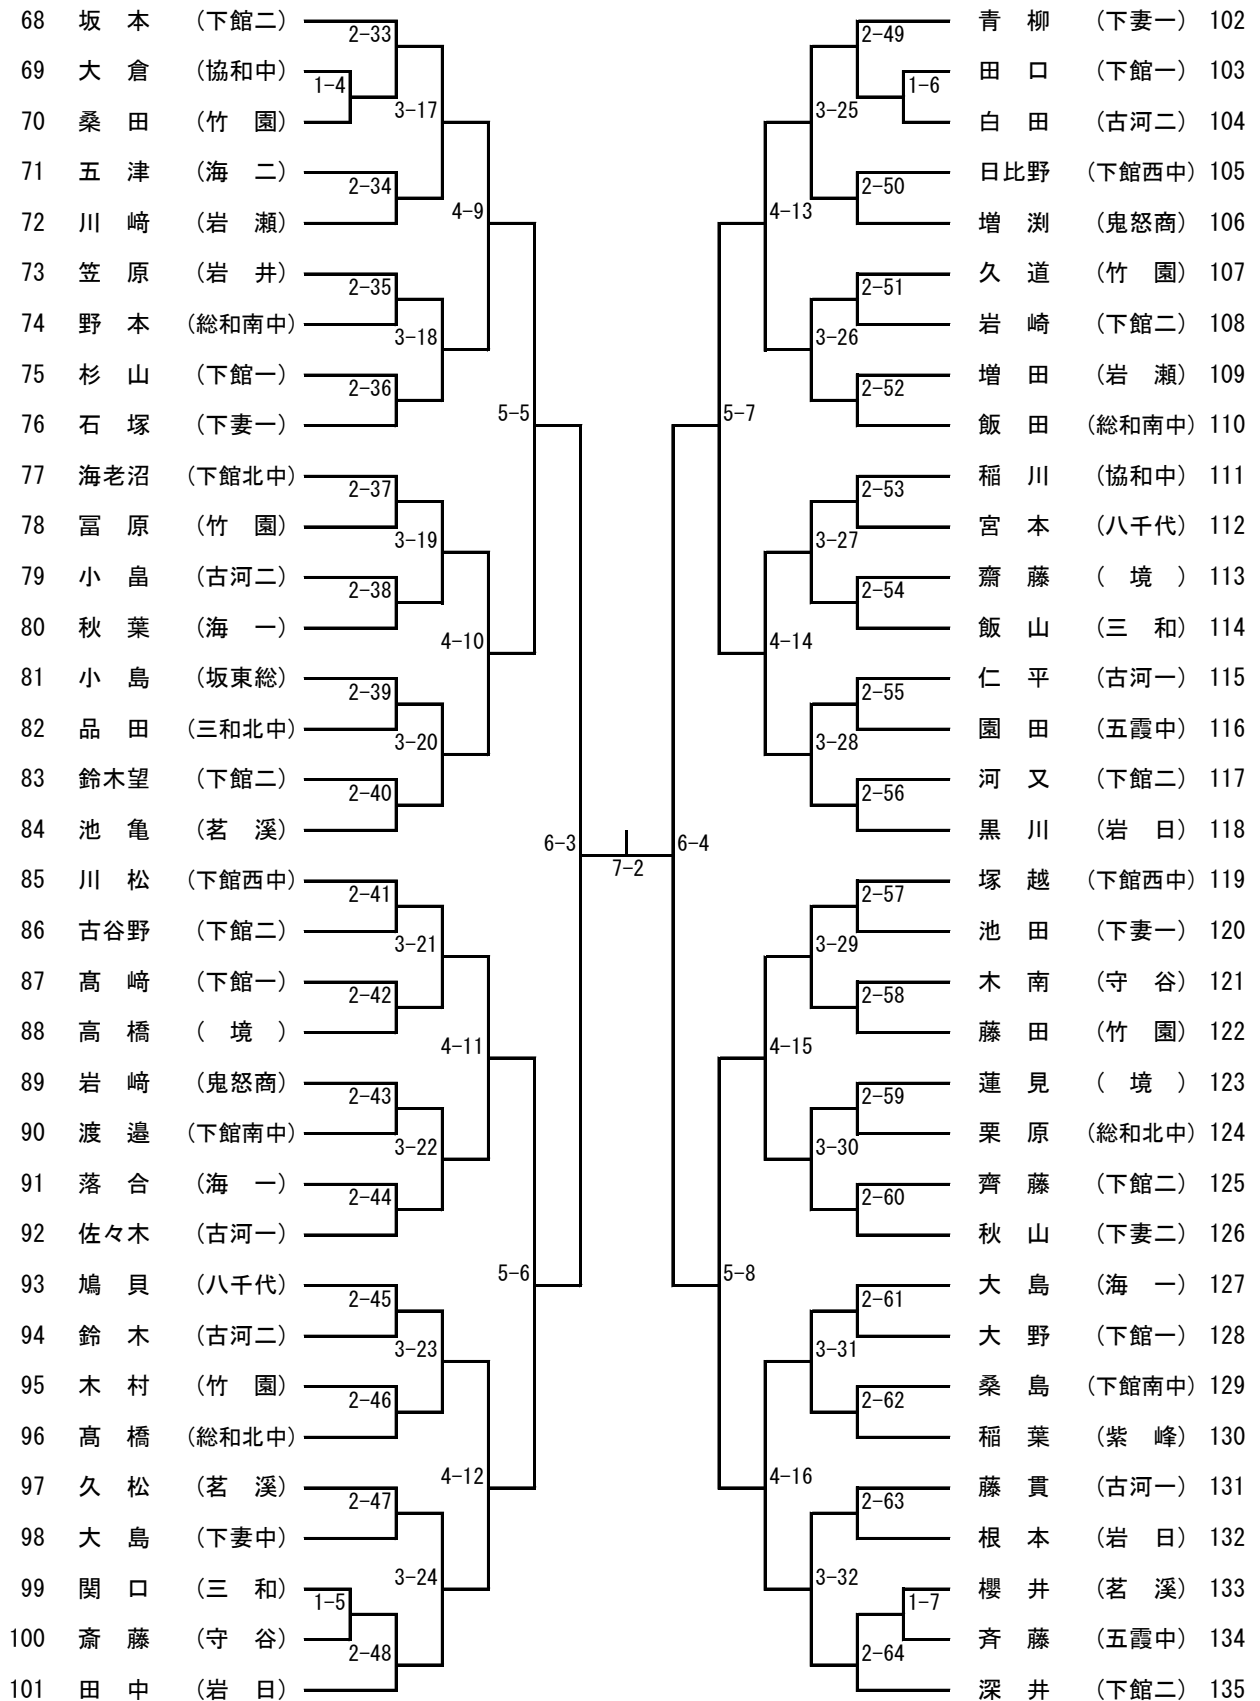 68 坂 本 (下館二) 2-33 2-49 青 柳 (下妻一) 102
69 大 倉 (協和中) 1-4 1-6 田 口 (下館一) 103
3-17 3-25
70 桑 田 (竹 園) 白 田 (古河二) 104
71 五 津 (海 二) 2-34 2-50 日比野 (下館西中) 105
72 川 﨑 (岩 瀬) 4-9 4-13 増 渕 (鬼怒商) 106
73 笠 原 (岩 井) 2-35 2-51 久 道 (竹 園) 107
74 野 本 (総和南中) 3-18 3-26 岩 崎 (下館二) 108
75 杉 山 (下館一) 2-36 2-52 増 田 (岩 瀬) 109
76 石 塚 (下妻一) 5-5 5-7 飯 田 (総和南中) 110
77 海老沼 (下館北中) 2-37 2-53 稲 川 (協和中) 111
78 冨 原 (竹 園) 3-19 3-27 宮 本 (八千代) 112
79 小 畠 (古河二) 2-38 2-54 齋 藤 ( 境 ) 113
80 秋 葉 (海 一) 4-10 4-14 飯 山 (三 和) 114
81 小 島 (坂東総) 2-39 2-55 仁 平 (古河一) 115
82 品 田 (三和北中) 3-20 3-28 園 田 (五霞中) 116
83 鈴木望 (下館二) 2-40 2-56 河 又 (下館二) 117
84 池 亀 (茗 溪) 6-3 6-4 黒 川 (岩 日) 118
7-2
85 川 松 (下館西中) 2-41 2-57 塚 越 (下館西中) 119
86 古谷野 (下館二) 3-21 3-29 池 田 (下妻一) 120
87 髙 﨑 (下館一) 2-42 2-58 木 南 (守 谷) 121
88 高 橋 ( 境 ) 4-11 4-15 藤 田 (竹 園) 122
89 岩 﨑 (鬼怒商) 2-43 2-59 蓮 見 ( 境 ) 123
90 渡 邉 (下館南中) 3-22 3-30 栗 原 (総和北中) 124
91 落 合 (海 一) 2-44 2-60 齊 藤 (下館二) 125
92 佐々木 (古河一) 秋 山 (下妻二) 126
93 鳩 貝 (八千代) 2-45 5-6 5-8 2-61 大 島 (海 一) 127
94 鈴 木 (古河二) 3-23 3-31 大 野 (下館一) 128
95 木 村 (竹 園) 2-46 2-62 桑 島 (下館南中) 129
96 髙 橋 (総和北中) 稲 葉 (紫 峰) 130
97 久 松 (茗 溪) 2-47 4-12 4-16 2-63 藤 貫 (古河一) 131
98 大 島 (下妻中) 根 本 (岩 日) 132
3-24 3-32
99 関 口 (三 和) 1-5 1-7 櫻 井 (茗 溪) 133
100 斎 藤 (守 谷) 2-48 2-64 斉 藤 (五霞中) 134
101 田 中 (岩 日) 深 井 (下館二) 135